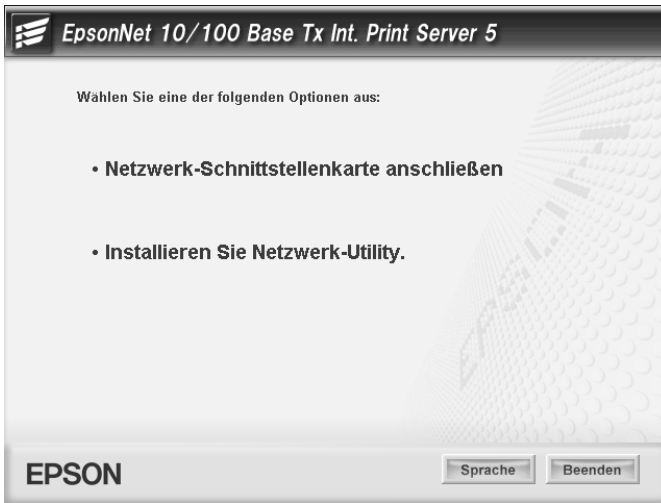 EpsonNet 10/100 Base Tx Int. Print Server 5
Wählen Sie eine der folgenden Optionen aus:
• Netzwerk-Schnittstellenkarte anschließen
• Installieren Sie Netzwerk-Utility.
EPSON
EPSON
Sprache
Beenden